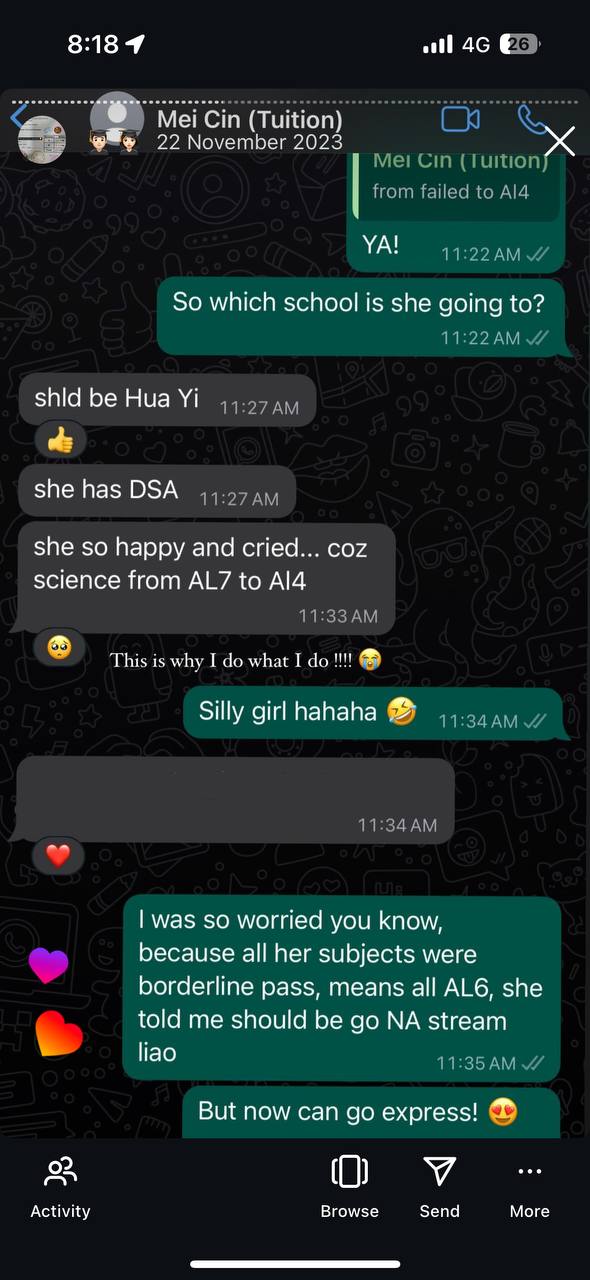 8:18
4G 26
Mei Cin (Tuition)
22 November 2023
Mei Cin (Tuition)
from failed to Al4
YA!
11:22 AM
So which school is she going to?
11:22 AM
shld be Hua Yi 11:27 AM
she has DSA 11:27 AM
she so happy and cried... coz
science from AL7 to Al4
11:33 AM
This is why I do what I do !!!! 😭
Silly girl hahaha 🤣 11:34 AM
11:34 AM
I was so worried you know,
because all her subjects were
borderline pass, means all AL6, she
told me should be go NA stream
liao
11:35 AM
But now can go express! 😍
Activity
Browse
Send
More